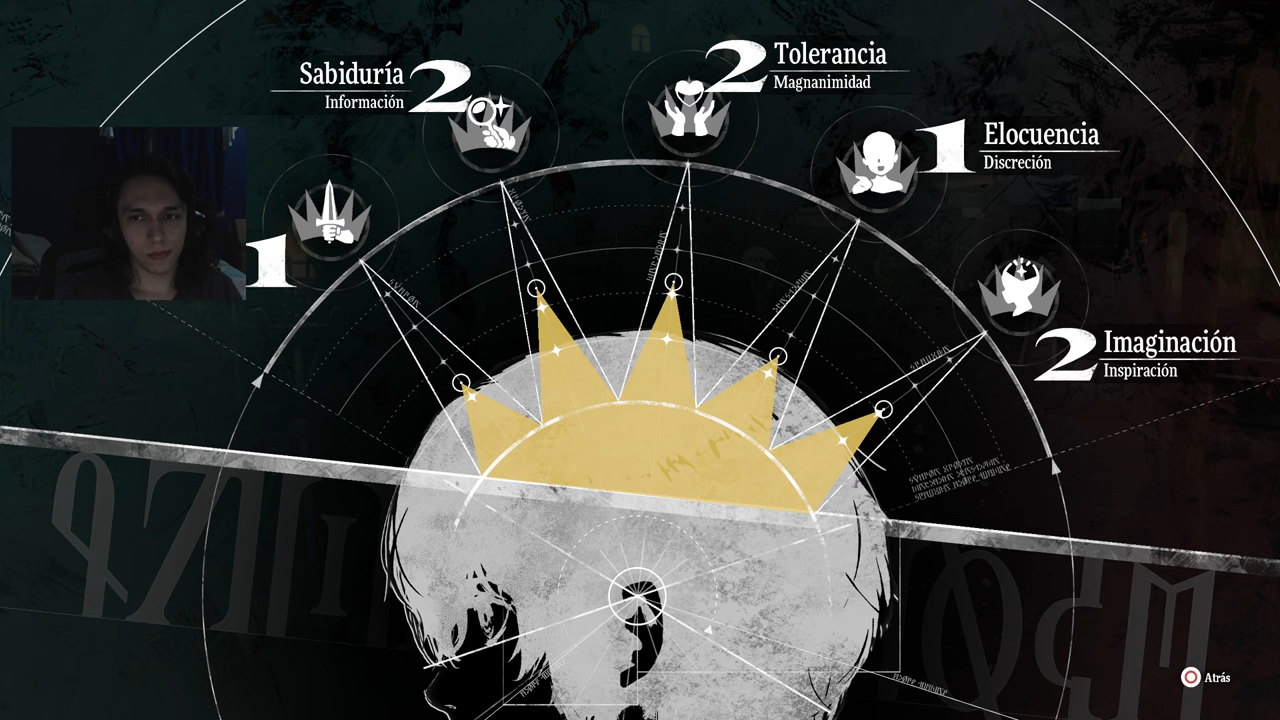 Sabiduría
Información
2
2
Tolerancia
Magnanimidad
1
Elocuencia
Discreción
1
2
Imaginación
Inspiración
Atrás